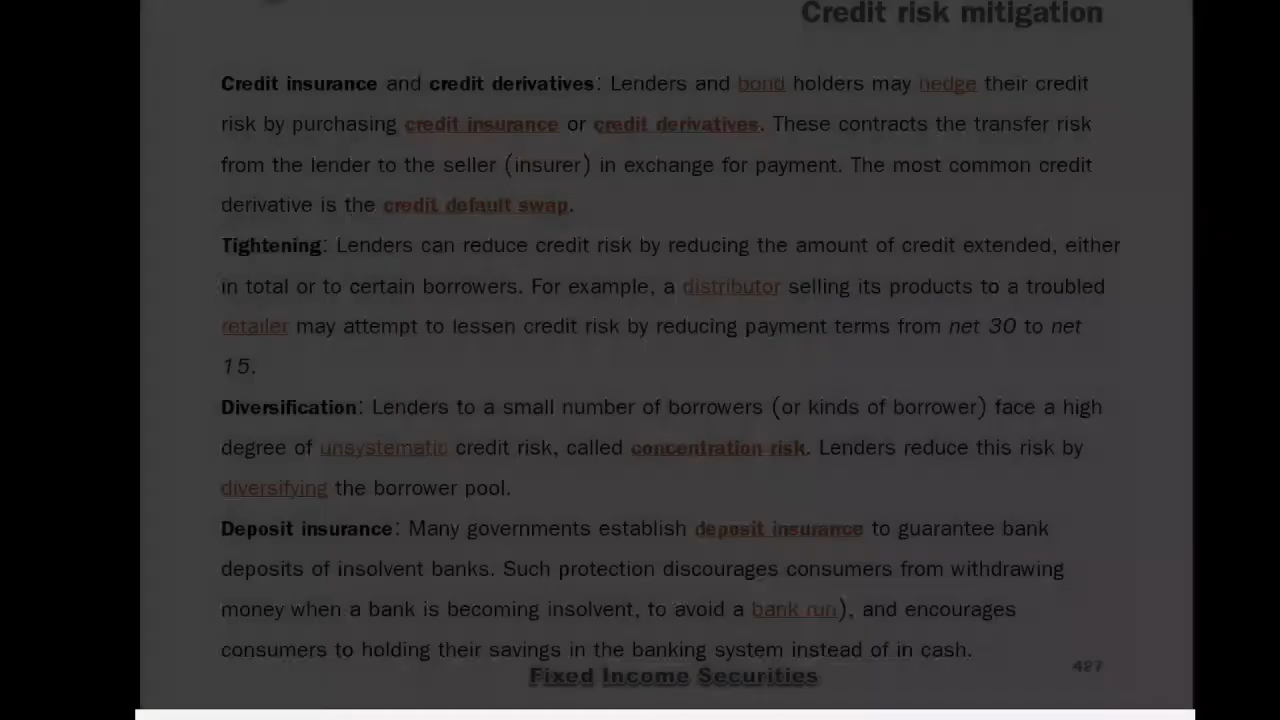 Credit risk mitigation
Credit insurance and credit derivatives: Lenders and bond holders may hedge their credit
risk by purchasing credit insurance or credit derivatives. These contracts the transfer risk
from the lender to the seller (insurer) in exchange for payment. The most common credit
derivative is the credit default swap.
Tightening: Lenders can reduce credit risk by reducing the amount of credit extended, either
in total or to certain borrowers. For example, a distributor selling its products to a troubled
retailer may attempt to lessen credit risk by reducing payment terms from net 30 to net
15.
Diversification: Lenders to a small number of borrowers (or kinds of borrower) face a high
degree of unsystematic credit risk, called concentration risk. Lenders reduce this risk by
diversifying the borrower pool.
Deposit insurance: Many governments establish deposit insurance to guarantee bank
deposits of insolvent banks. Such protection discourages consumers from withdrawing
money when a bank is becoming insolvent, to avoid a bank run), and encourages
consumers to holding their savings in the banking system instead of in cash.
Fixed Income Securities
427